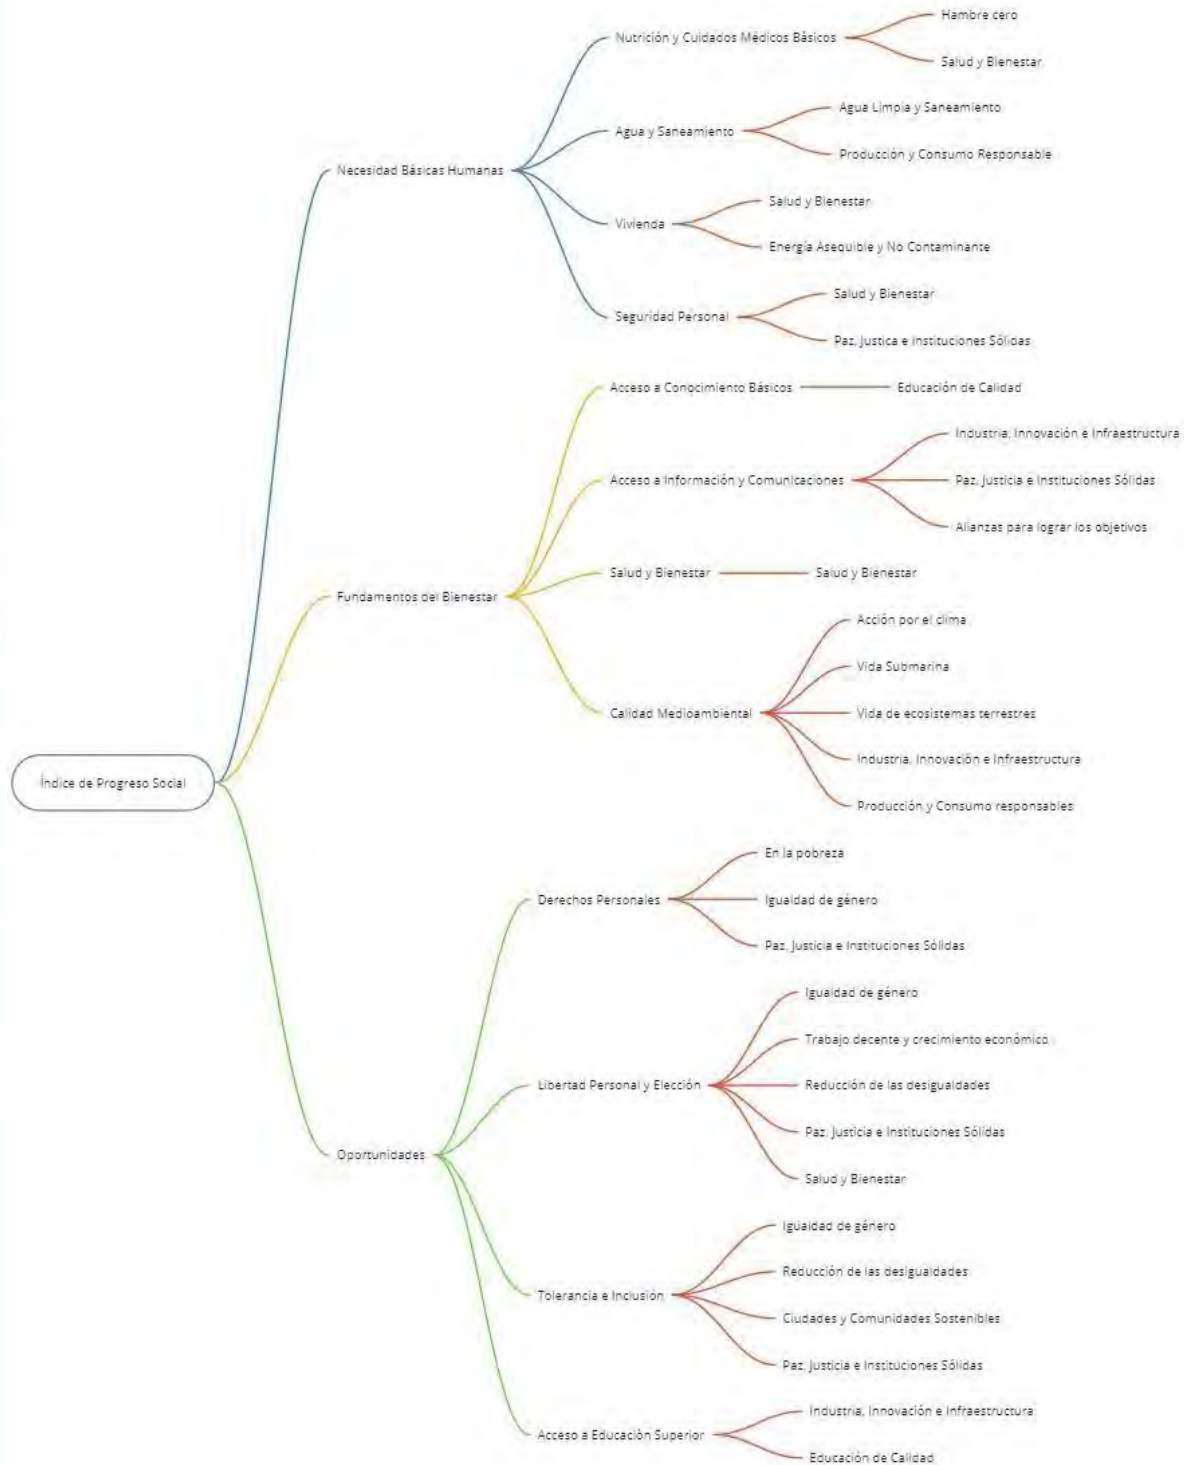 Índice de Progreso Social
Necesidad Básicas Humanas
Nutrición y Cuidados Médicos Básicos
Hambre cero
Salud y Bienestar
Agua y Saneamiento
Agua Limpia y Saneamiento
Producción y Consumo Responsable
Vivienda
Salud y Bienestar
Energía Asequible y No Contaminante
Seguridad Personal
Salud y Bienestar
Paz, Justica e Instituciones Sólidas
Fundamentos del Bienestar
Acceso a Conocimiento Básicos
Educación de Calidad
Acceso a Información y Comunicaciones
Industria, Innovación e Infraestructura
Paz, Justicia e Instituciones Sólidas
Alianzas para lograr los objetivos
Salud y Bienestar
Salud y Bienestar
Calidad Medioambiental
Acción por el clima
Vida Submarina
Vida de ecosistemas terrestres
Industria, Innovación e Infraestructura
Producción y Consumo responsables
Oportunidades
Derechos Personales
En la pobreza
Igualdad de género
Paz, Justicia e Instituciones Sólidas
Libertad Personal y Elección
Igualdad de género
Trabajo decente y crecimiento económico
Reducción de las desigualdades
Paz, Justicia e Instituciones Sólidas
Salud y Bienestar
Tolerancia e Inclusión
Igualdad de género
Reducción de las desigualdades
Ciudades y Comunidades Sostenibles
Paz, Justicia e Instituciones Sólidas
Acceso a Educación Superior
Industria, Innovación e Infraestructura
Educación de Calidad